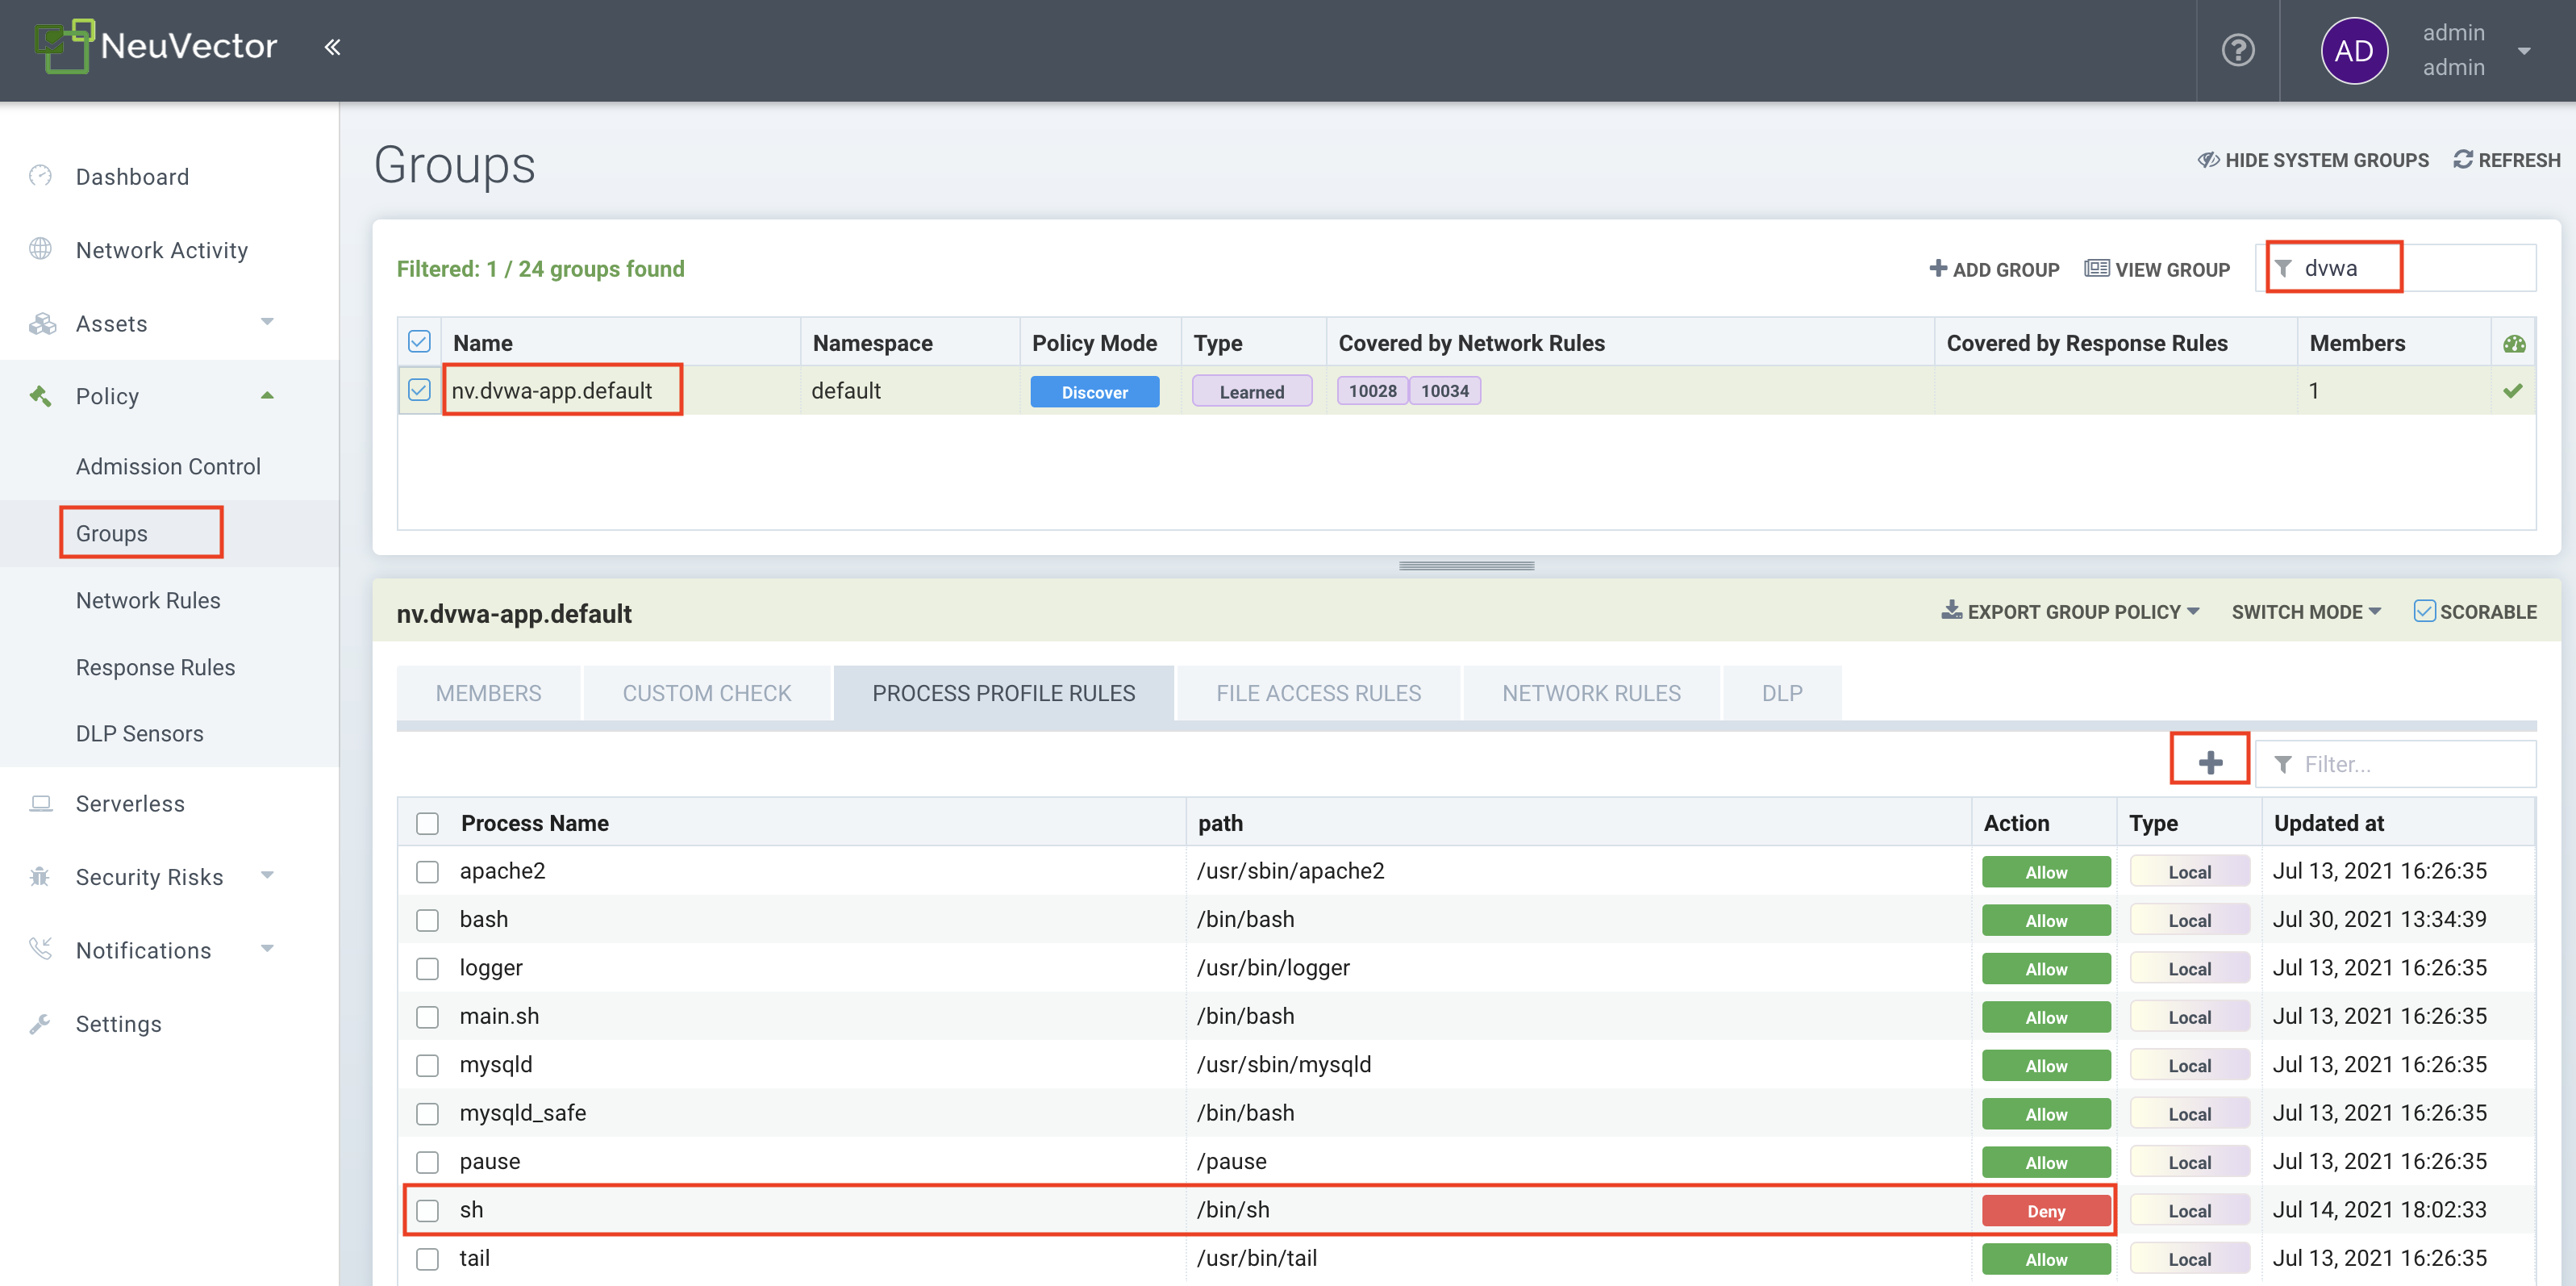 NeuVector «
AD
admin
admin
Dashboard
Network Activity
Assets
Policy
Admission Control
Groups
Network Rules
Response Rules
DLP Sensors
Serverless
Security Risks
Notifications
Settings
Groups
HIDE SYSTEM GROUPS REFRESH
Filtered: 1 / 24 groups found
ADD GROUP VIEW GROUP dvwa
Name Namespace Policy Mode Type Covered by Network Rules Covered by Response Rules Members
nv.dvwa-app.default default Discover Learned 10028 10034 1
nv.dvwa-app.default
EXPORT GROUP POLICY SWITCH MODE SCORABLE
MEMBERS CUSTOM CHECK PROCESS PROFILE RULES FILE ACCESS RULES NETWORK RULES DLP
Filter...
Process Name path Action Type Updated at
apache2 /usr/sbin/apache2 Allow Local Jul 13, 2021 16:26:35
bash /bin/bash Allow Local Jul 30, 2021 13:34:39
logger /usr/bin/logger Allow Local Jul 13, 2021 16:26:35
main.sh /bin/bash Allow Local Jul 13, 2021 16:26:35
mysqld /usr/sbin/mysqld Allow Local Jul 13, 2021 16:26:35
mysqld_safe /bin/bash Allow Local Jul 13, 2021 16:26:35
pause /pause Allow Local Jul 13, 2021 16:26:35
sh /bin/sh Deny Local Jul 14, 2021 18:02:33
tail /usr/bin/tail Allow Local Jul 13, 2021 16:26:35